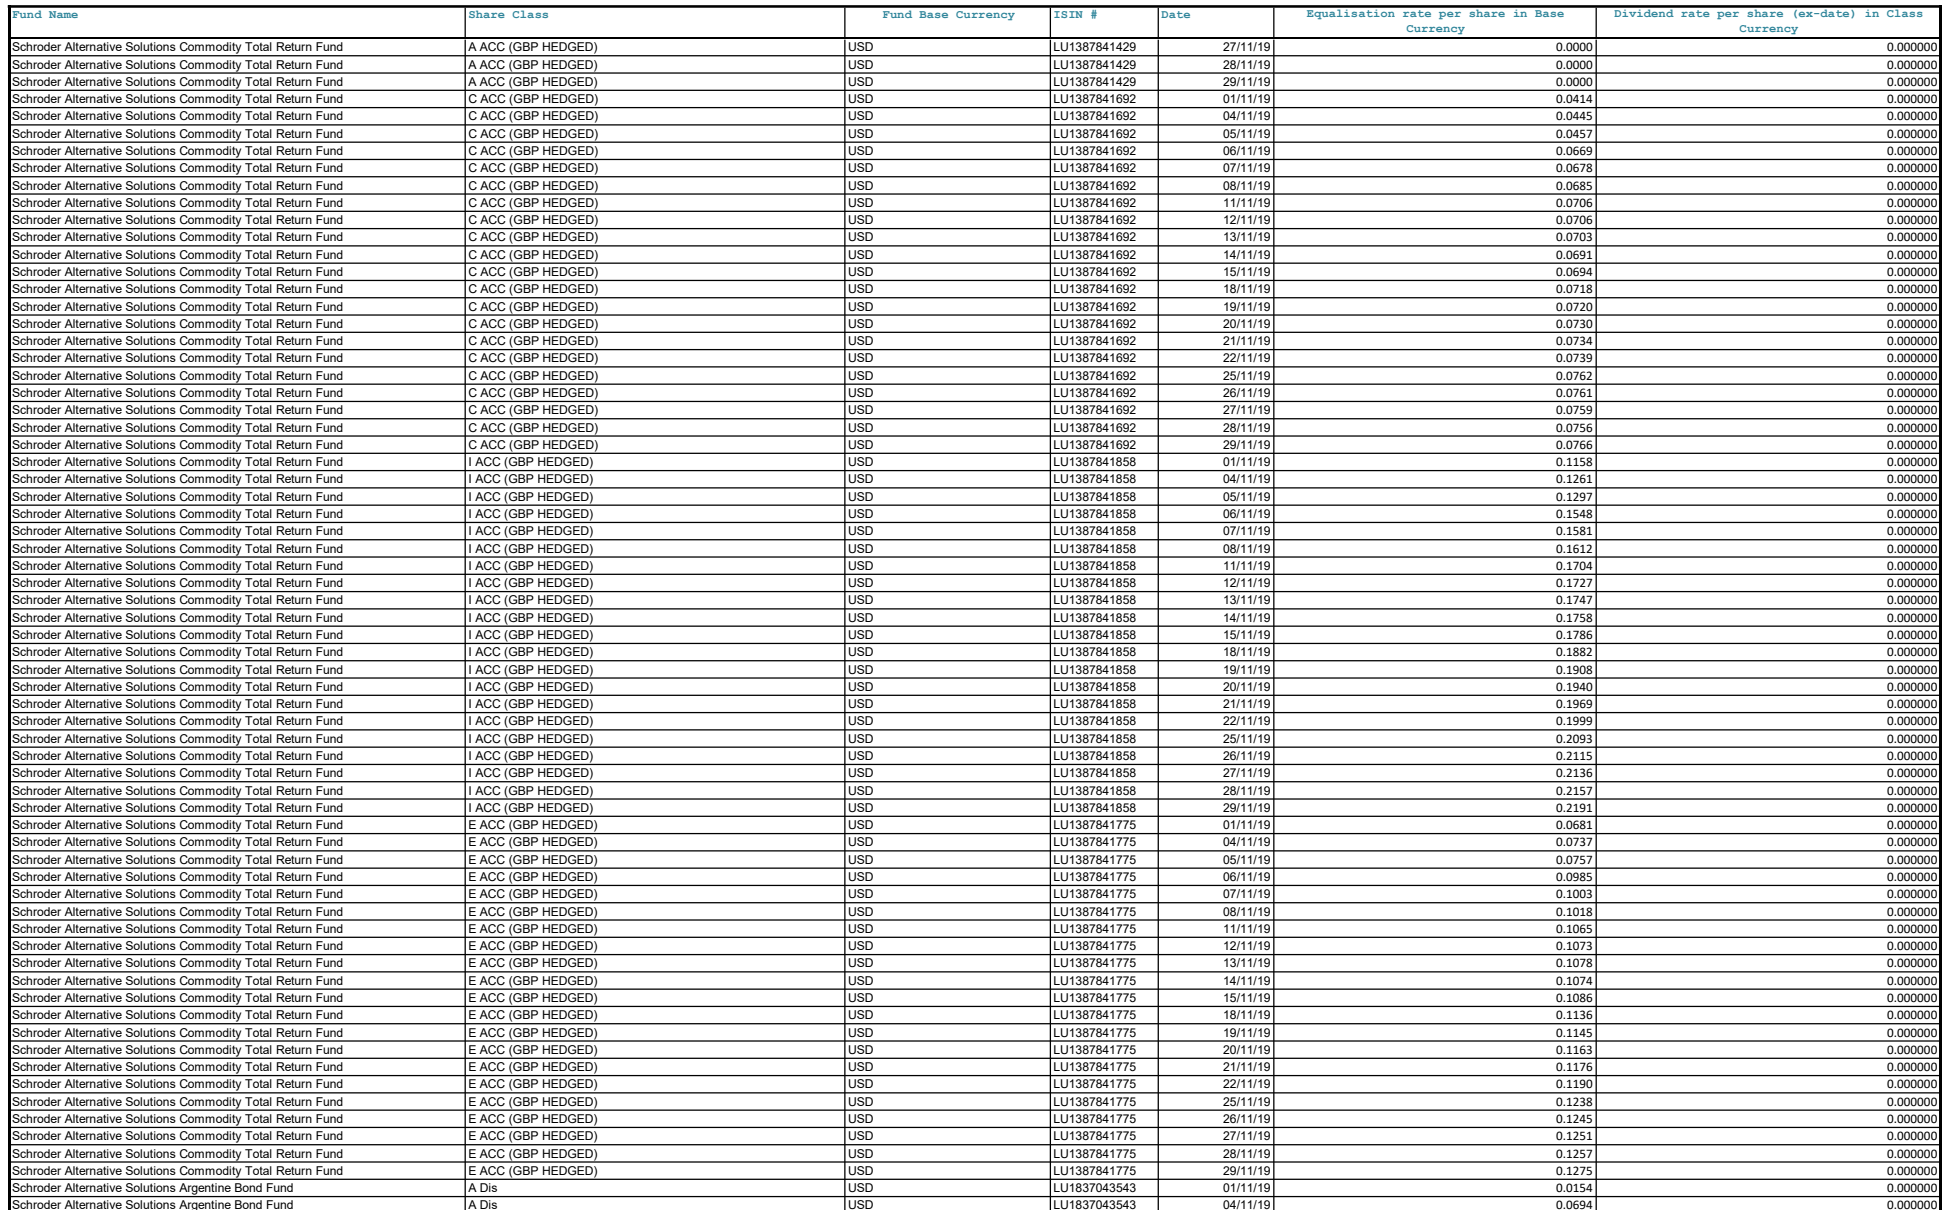 Fund Name Share Class Fund Base Currency ISIN # Date Equalisation rate per share in Base Currency Dividend rate per share (ex-date) in Class Currency
Schroder Alternative Solutions Commodity Total Return Fund A ACC (GBP HEDGED) USD LU1387841429 27/11/19 0.0000 0.000000
Schroder Alternative Solutions Commodity Total Return Fund A ACC (GBP HEDGED) USD LU1387841429 28/11/19 0.0000 0.000000
Schroder Alternative Solutions Commodity Total Return Fund A ACC (GBP HEDGED) USD LU1387841429 29/11/19 0.0000 0.000000
Schroder Alternative Solutions Commodity Total Return Fund C ACC (GBP HEDGED) USD LU1387841692 01/11/19 0.0414 0.000000
Schroder Alternative Solutions Commodity Total Return Fund C ACC (GBP HEDGED) USD LU1387841692 04/11/19 0.0445 0.000000
Schroder Alternative Solutions Commodity Total Return Fund C ACC (GBP HEDGED) USD LU1387841692 05/11/19 0.0457 0.000000
Schroder Alternative Solutions Commodity Total Return Fund C ACC (GBP HEDGED) USD LU1387841692 06/11/19 0.0669 0.000000
Schroder Alternative Solutions Commodity Total Return Fund C ACC (GBP HEDGED) USD LU1387841692 07/11/19 0.0678 0.000000
Schroder Alternative Solutions Commodity Total Return Fund C ACC (GBP HEDGED) USD LU1387841692 08/11/19 0.0685 0.000000
Schroder Alternative Solutions Commodity Total Return Fund C ACC (GBP HEDGED) USD LU1387841692 11/11/19 0.0706 0.000000
Schroder Alternative Solutions Commodity Total Return Fund C ACC (GBP HEDGED) USD LU1387841692 12/11/19 0.0706 0.000000
Schroder Alternative Solutions Commodity Total Return Fund C ACC (GBP HEDGED) USD LU1387841692 13/11/19 0.0703 0.000000
Schroder Alternative Solutions Commodity Total Return Fund C ACC (GBP HEDGED) USD LU1387841692 14/11/19 0.0691 0.000000
Schroder Alternative Solutions Commodity Total Return Fund C ACC (GBP HEDGED) USD LU1387841692 15/11/19 0.0694 0.000000
Schroder Alternative Solutions Commodity Total Return Fund C ACC (GBP HEDGED) USD LU1387841692 18/11/19 0.0718 0.000000
Schroder Alternative Solutions Commodity Total Return Fund C ACC (GBP HEDGED) USD LU1387841692 19/11/19 0.0720 0.000000
Schroder Alternative Solutions Commodity Total Return Fund C ACC (GBP HEDGED) USD LU1387841692 20/11/19 0.0730 0.000000
Schroder Alternative Solutions Commodity Total Return Fund C ACC (GBP HEDGED) USD LU1387841692 21/11/19 0.0734 0.000000
Schroder Alternative Solutions Commodity Total Return Fund C ACC (GBP HEDGED) USD LU1387841692 22/11/19 0.0739 0.000000
Schroder Alternative Solutions Commodity Total Return Fund C ACC (GBP HEDGED) USD LU1387841692 25/11/19 0.0762 0.000000
Schroder Alternative Solutions Commodity Total Return Fund C ACC (GBP HEDGED) USD LU1387841692 26/11/19 0.0761 0.000000
Schroder Alternative Solutions Commodity Total Return Fund C ACC (GBP HEDGED) USD LU1387841692 27/11/19 0.0759 0.000000
Schroder Alternative Solutions Commodity Total Return Fund C ACC (GBP HEDGED) USD LU1387841692 28/11/19 0.0756 0.000000
Schroder Alternative Solutions Commodity Total Return Fund C ACC (GBP HEDGED) USD LU1387841692 29/11/19 0.0766 0.000000
Schroder Alternative Solutions Commodity Total Return Fund I ACC (GBP HEDGED) USD LU1387841858 01/11/19 0.1158 0.000000
Schroder Alternative Solutions Commodity Total Return Fund I ACC (GBP HEDGED) USD LU1387841858 04/11/19 0.1261 0.000000
Schroder Alternative Solutions Commodity Total Return Fund I ACC (GBP HEDGED) USD LU1387841858 05/11/19 0.1297 0.000000
Schroder Alternative Solutions Commodity Total Return Fund I ACC (GBP HEDGED) USD LU1387841858 06/11/19 0.1548 0.000000
Schroder Alternative Solutions Commodity Total Return Fund I ACC (GBP HEDGED) USD LU1387841858 07/11/19 0.1581 0.000000
Schroder Alternative Solutions Commodity Total Return Fund I ACC (GBP HEDGED) USD LU1387841858 08/11/19 0.1612 0.000000
Schroder Alternative Solutions Commodity Total Return Fund I ACC (GBP HEDGED) USD LU1387841858 11/11/19 0.1704 0.000000
Schroder Alternative Solutions Commodity Total Return Fund I ACC (GBP HEDGED) USD LU1387841858 12/11/19 0.1727 0.000000
Schroder Alternative Solutions Commodity Total Return Fund I ACC (GBP HEDGED) USD LU1387841858 13/11/19 0.1747 0.000000
Schroder Alternative Solutions Commodity Total Return Fund I ACC (GBP HEDGED) USD LU1387841858 14/11/19 0.1758 0.000000
Schroder Alternative Solutions Commodity Total Return Fund I ACC (GBP HEDGED) USD LU1387841858 15/11/19 0.1786 0.000000
Schroder Alternative Solutions Commodity Total Return Fund I ACC (GBP HEDGED) USD LU1387841858 18/11/19 0.1882 0.000000
Schroder Alternative Solutions Commodity Total Return Fund I ACC (GBP HEDGED) USD LU1387841858 19/11/19 0.1908 0.000000
Schroder Alternative Solutions Commodity Total Return Fund I ACC (GBP HEDGED) USD LU1387841858 20/11/19 0.1940 0.000000
Schroder Alternative Solutions Commodity Total Return Fund I ACC (GBP HEDGED) USD LU1387841858 21/11/19 0.1969 0.000000
Schroder Alternative Solutions Commodity Total Return Fund I ACC (GBP HEDGED) USD LU1387841858 22/11/19 0.1999 0.000000
Schroder Alternative Solutions Commodity Total Return Fund I ACC (GBP HEDGED) USD LU1387841858 25/11/19 0.2093 0.000000
Schroder Alternative Solutions Commodity Total Return Fund I ACC (GBP HEDGED) USD LU1387841858 26/11/19 0.2115 0.000000
Schroder Alternative Solutions Commodity Total Return Fund I ACC (GBP HEDGED) USD LU1387841858 27/11/19 0.2136 0.000000
Schroder Alternative Solutions Commodity Total Return Fund I ACC (GBP HEDGED) USD LU1387841858 28/11/19 0.2157 0.000000
Schroder Alternative Solutions Commodity Total Return Fund I ACC (GBP HEDGED) USD LU1387841858 29/11/19 0.2191 0.000000
Schroder Alternative Solutions Commodity Total Return Fund E ACC (GBP HEDGED) USD LU1387841775 01/11/19 0.0681 0.000000
Schroder Alternative Solutions Commodity Total Return Fund E ACC (GBP HEDGED) USD LU1387841775 04/11/19 0.0737 0.000000
Schroder Alternative Solutions Commodity Total Return Fund E ACC (GBP HEDGED) USD LU1387841775 05/11/19 0.0757 0.000000
Schroder Alternative Solutions Commodity Total Return Fund E ACC (GBP HEDGED) USD LU1387841775 06/11/19 0.0985 0.000000
Schroder Alternative Solutions Commodity Total Return Fund E ACC (GBP HEDGED) USD LU1387841775 07/11/19 0.1003 0.000000
Schroder Alternative Solutions Commodity Total Return Fund E ACC (GBP HEDGED) USD LU1387841775 08/11/19 0.1018 0.000000
Schroder Alternative Solutions Commodity Total Return Fund E ACC (GBP HEDGED) USD LU1387841775 11/11/19 0.1065 0.000000
Schroder Alternative Solutions Commodity Total Return Fund E ACC (GBP HEDGED) USD LU1387841775 12/11/19 0.1073 0.000000
Schroder Alternative Solutions Commodity Total Return Fund E ACC (GBP HEDGED) USD LU1387841775 13/11/19 0.1078 0.000000
Schroder Alternative Solutions Commodity Total Return Fund E ACC (GBP HEDGED) USD LU1387841775 14/11/19 0.1074 0.000000
Schroder Alternative Solutions Commodity Total Return Fund E ACC (GBP HEDGED) USD LU1387841775 15/11/19 0.1086 0.000000
Schroder Alternative Solutions Commodity Total Return Fund E ACC (GBP HEDGED) USD LU1387841775 18/11/19 0.1136 0.000000
Schroder Alternative Solutions Commodity Total Return Fund E ACC (GBP HEDGED) USD LU1387841775 19/11/19 0.1145 0.000000
Schroder Alternative Solutions Commodity Total Return Fund E ACC (GBP HEDGED) USD LU1387841775 20/11/19 0.1163 0.000000
Schroder Alternative Solutions Commodity Total Return Fund E ACC (GBP HEDGED) USD LU1387841775 21/11/19 0.1176 0.000000
Schroder Alternative Solutions Commodity Total Return Fund E ACC (GBP HEDGED) USD LU1387841775 22/11/19 0.1190 0.000000
Schroder Alternative Solutions Commodity Total Return Fund E ACC (GBP HEDGED) USD LU1387841775 25/11/19 0.1238 0.000000
Schroder Alternative Solutions Commodity Total Return Fund E ACC (GBP HEDGED) USD LU1387841775 26/11/19 0.1245 0.000000
Schroder Alternative Solutions Commodity Total Return Fund E ACC (GBP HEDGED) USD LU1387841775 27/11/19 0.1251 0.000000
Schroder Alternative Solutions Commodity Total Return Fund E ACC (GBP HEDGED) USD LU1387841775 28/11/19 0.1257 0.000000
Schroder Alternative Solutions Commodity Total Return Fund E ACC (GBP HEDGED) USD LU1387841775 29/11/19 0.1275 0.000000
Schroder Alternative Solutions Argentine Bond Fund A Dis USD LU1837043543 01/11/19 0.0154 0.000000
Schroder Alternative Solutions Argentine Bond Fund A Dis USD LU1837043543 04/11/19 0.0694 0.000000